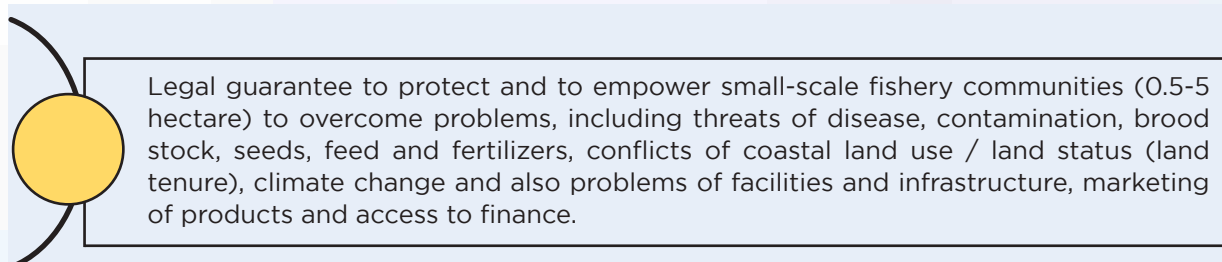 Legal guarantee to protect and to empower small-scale fishery communities (0.5-5
hectare) to overcome problems, including threats of disease, contamination, brood
stock, seeds, feed and fertilizers, conflicts of coastal land use / land status (land
tenure), climate change and also problems of facilities and infrastructure, marketing
of products and access to finance.